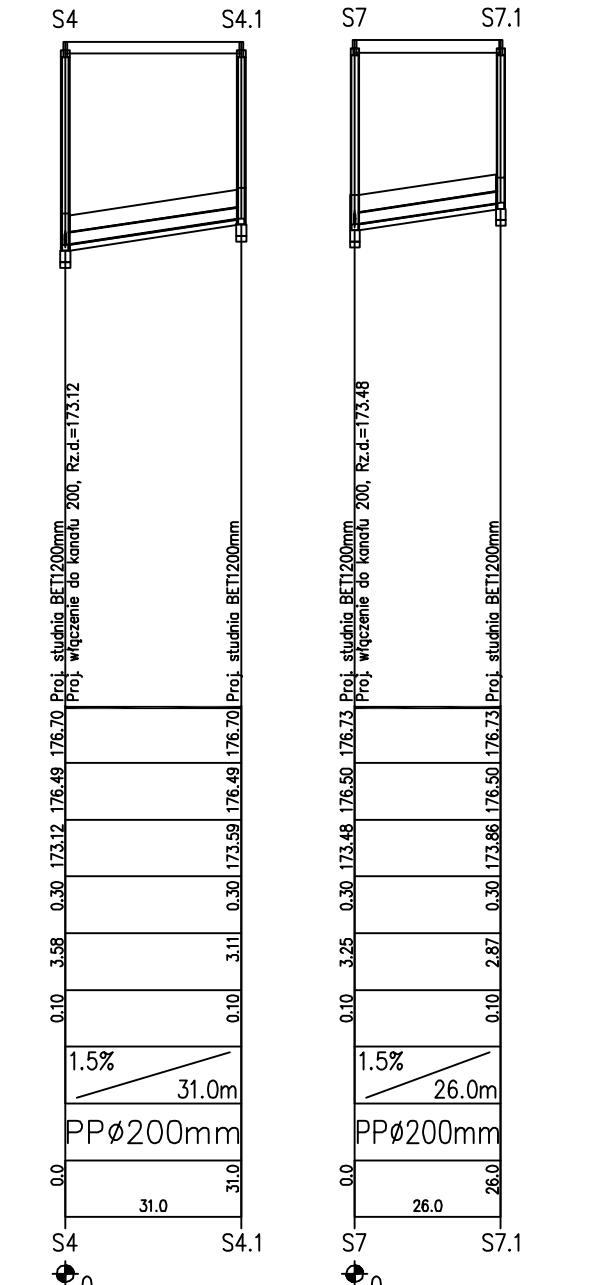 S4 S4.1 S7 S7.1
Proj. studnia BET1200mm
Proj. włączenie do kanału 200, Rz.d.=173.12
Proj. studnia BET1200mm
Proj. studnia BET1200mm
Proj. włączenie do kanału 200, Rz.d.=173.48
Proj. studnia BET1200mm
176.70 176.70 176.73 176.73
176.49 176.49 176.50 176.50
173.12 173.59 173.48 173.86
0.30 0.30 0.30 0.30
3.58 3.11 3.25 2.87
0.10 0.10 0.10 0.10
1.5% 1.5%
31.0m 26.0m
PPø200mm PPø200mm
0.0 31.0 0.0 26.0
31.0 26.0
S4 S4.1 S7 S7.1
0 0